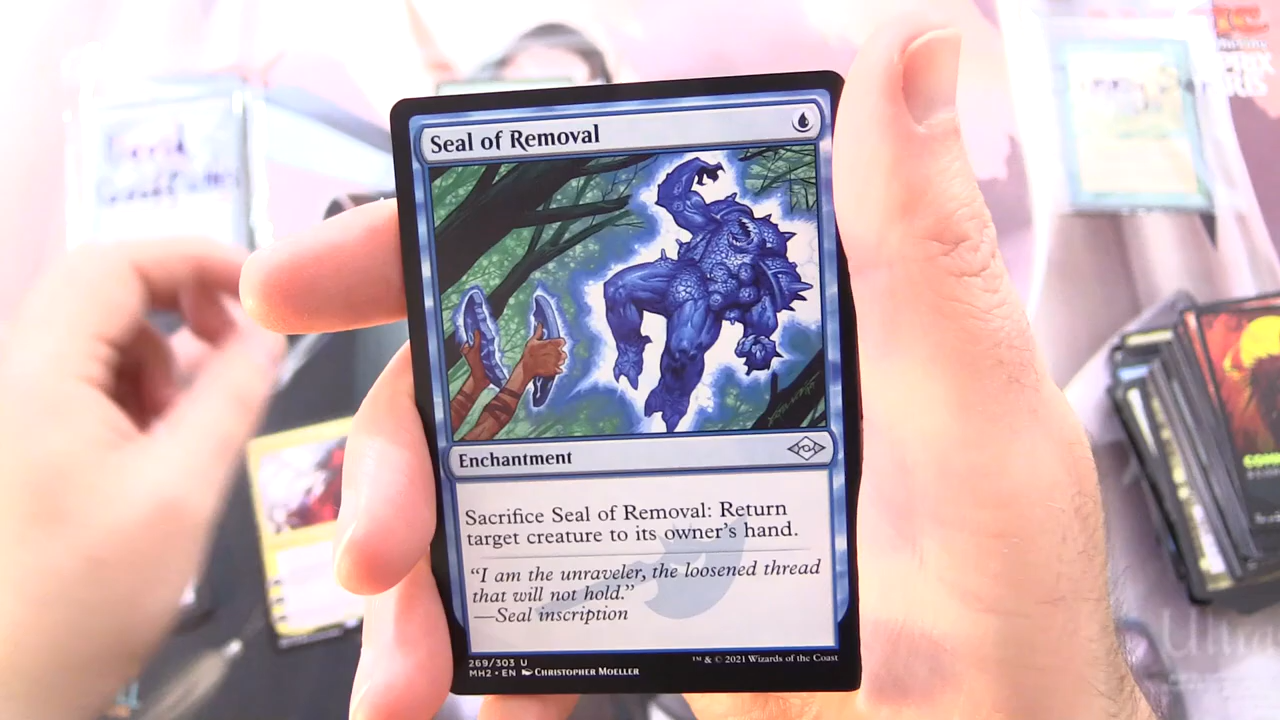 Seal of Removal
Enchantment
Sacrifice Seal of Removal: Return
target creature to its owner's hand.
“I am the unraveler, the loosened thread
that will not hold.”
—Seal inscription
269/303 U
MH2 • EN Christopher Moeller
™ & © 2021 Wizards of the Coast